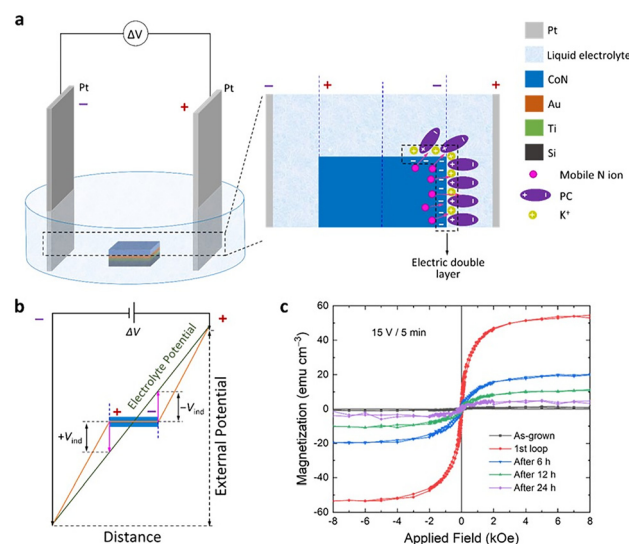 a
ΔV
Pt
−
Pt
+
− + − +
Electric double
layer
Pt
Liquid electrolyte
CoN
Au
Ti
Si
Mobile N ion
PC
K⁺
b
− ΔV +
Electrolyte Potential
+ −
+V_ind
−V_ind
External Potential
Distance
c
15 V / 5 min
Magnetization (emu cm⁻³)
60
40
20
0
-20
-40
-60
As-grown
1st loop
After 6 h
After 12 h
After 24 h
-8 -6 -4 -2 0 2 4 6 8
Applied Field (kOe)